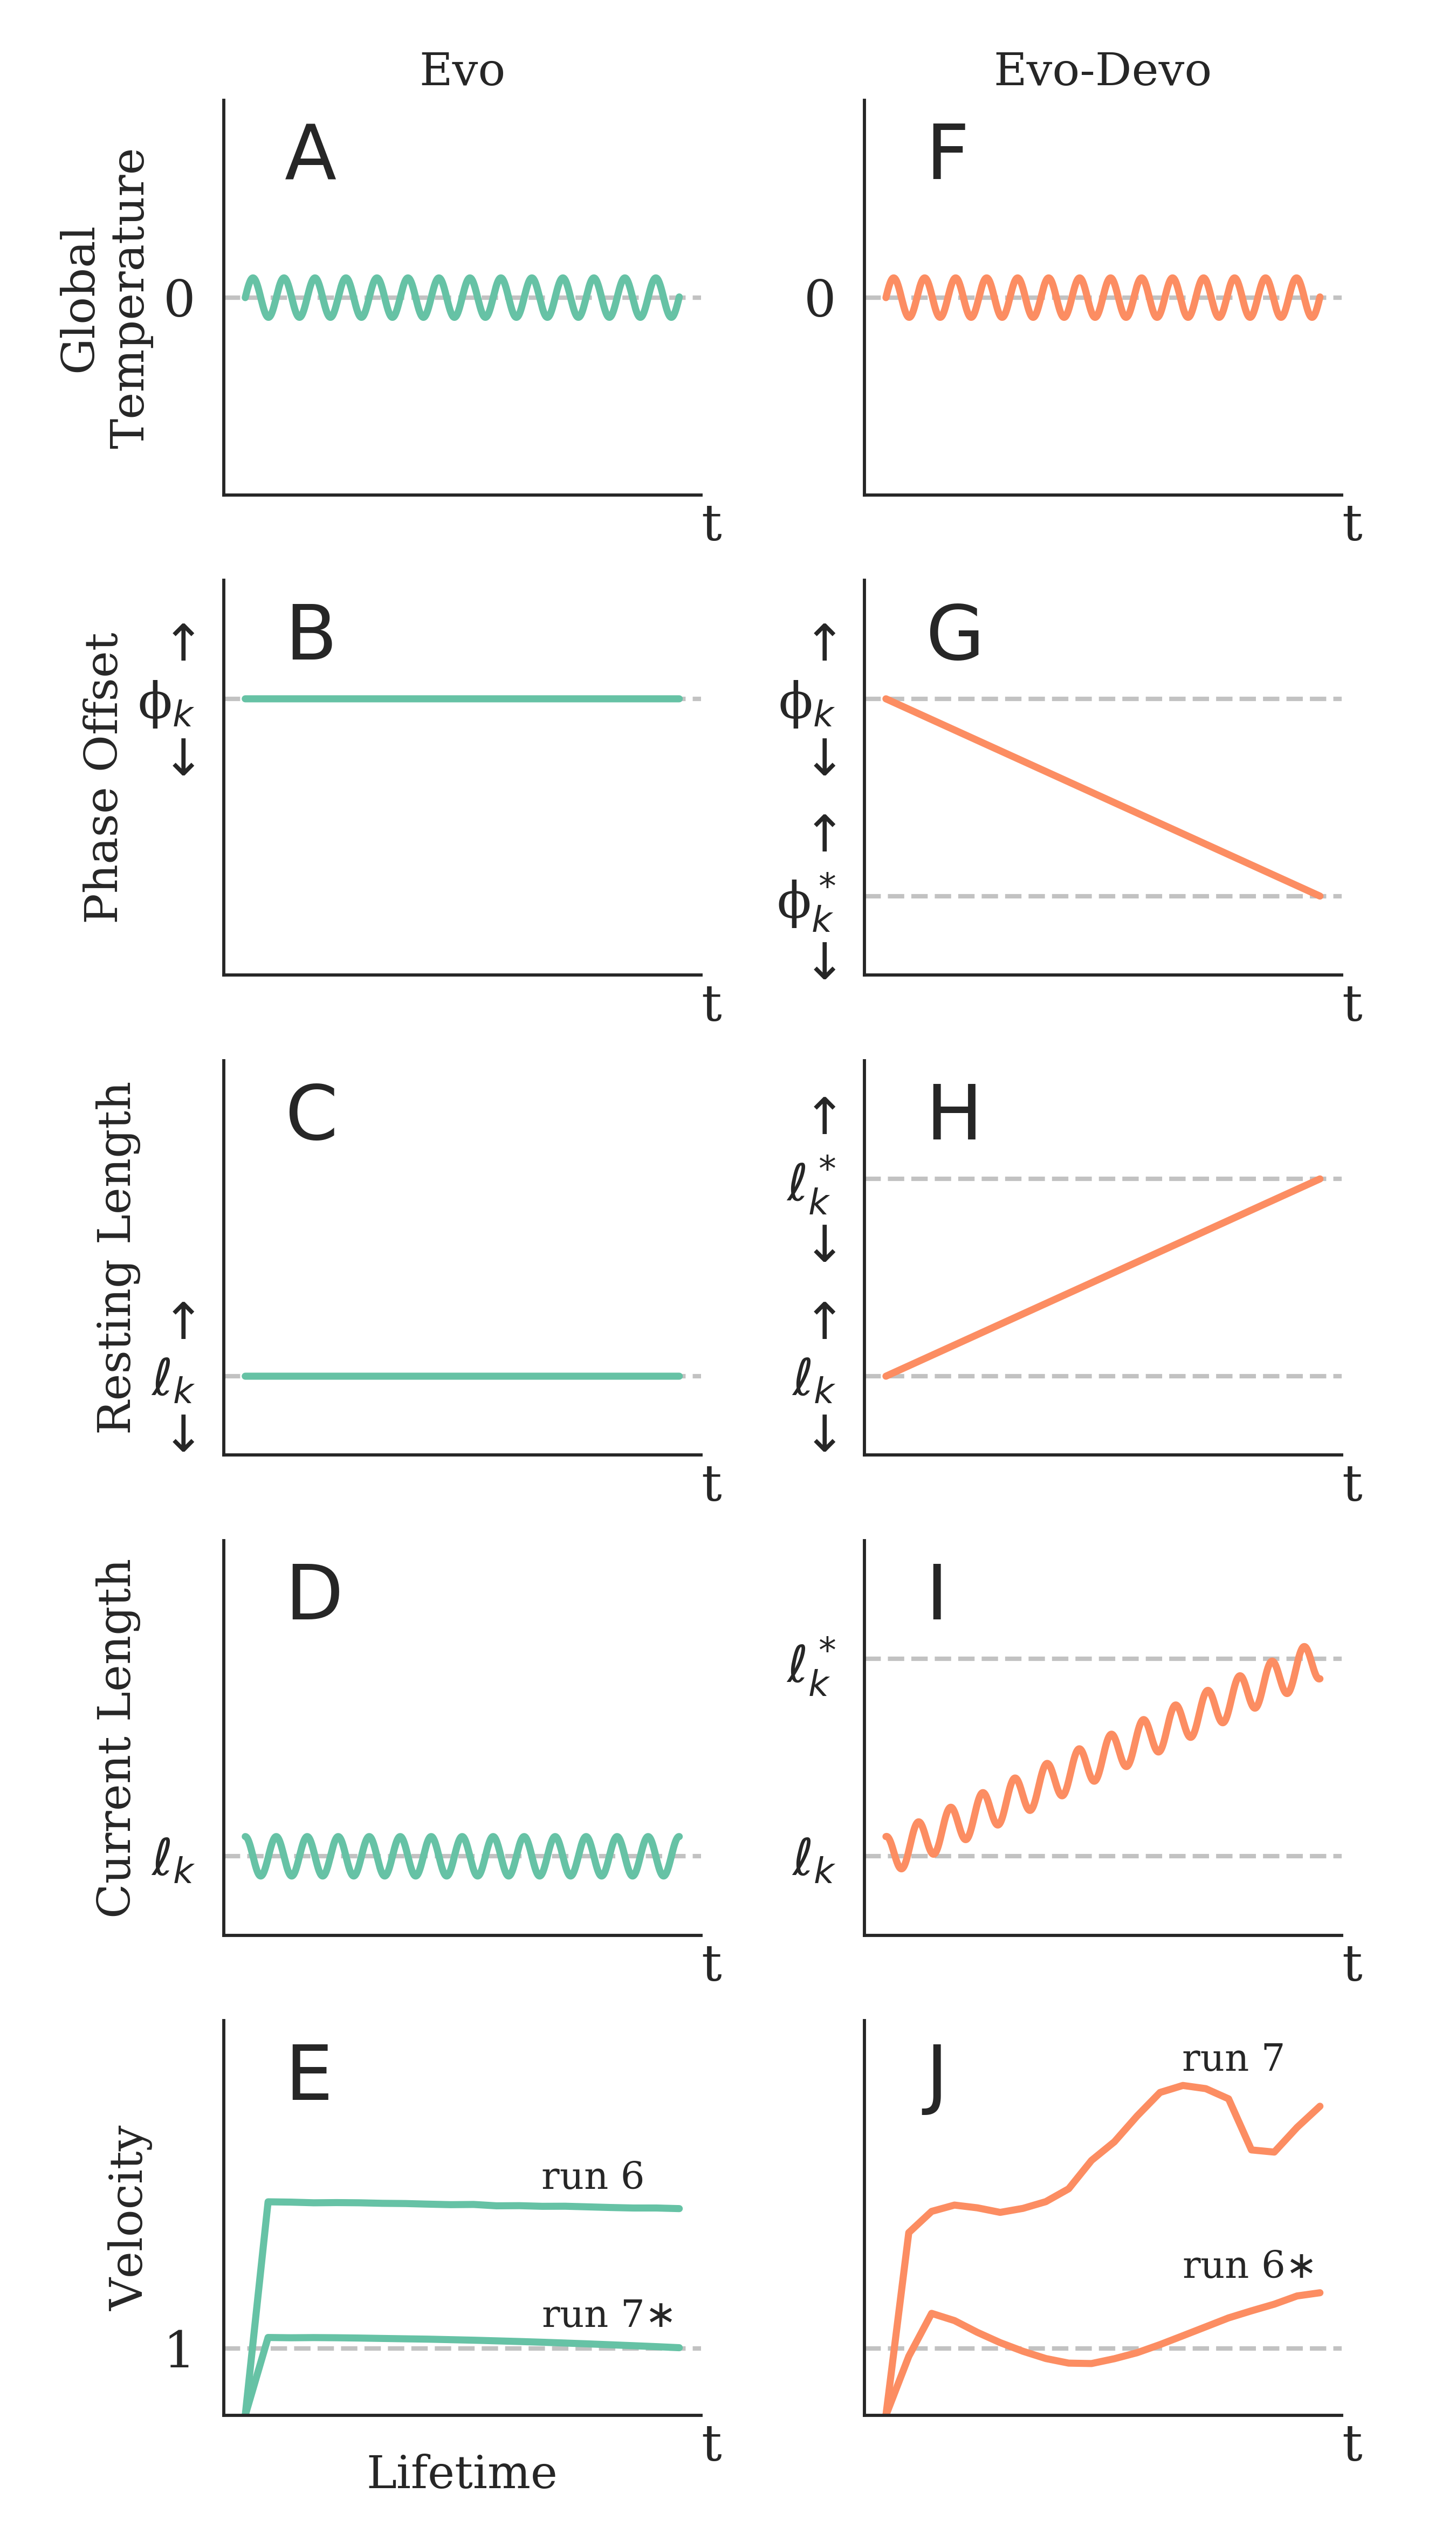 Evo
Evo-Devo
Global
Temperature
A
0
t
F
0
t
Phase Offset
B
↑
ϕₖ
↓
t
G
↑
ϕₖ
↓
↑
ϕₖ*
↓
t
Resting Length
C
↑
ℓₖ
↓
t
H
↑
ℓₖ*
↓
↑
ℓₖ
↓
t
Current Length
D
ℓₖ
t
I
ℓₖ*
ℓₖ
t
Velocity
E
run 6
run 7∗
1
t
J
run 7
run 6∗
t
Lifetime